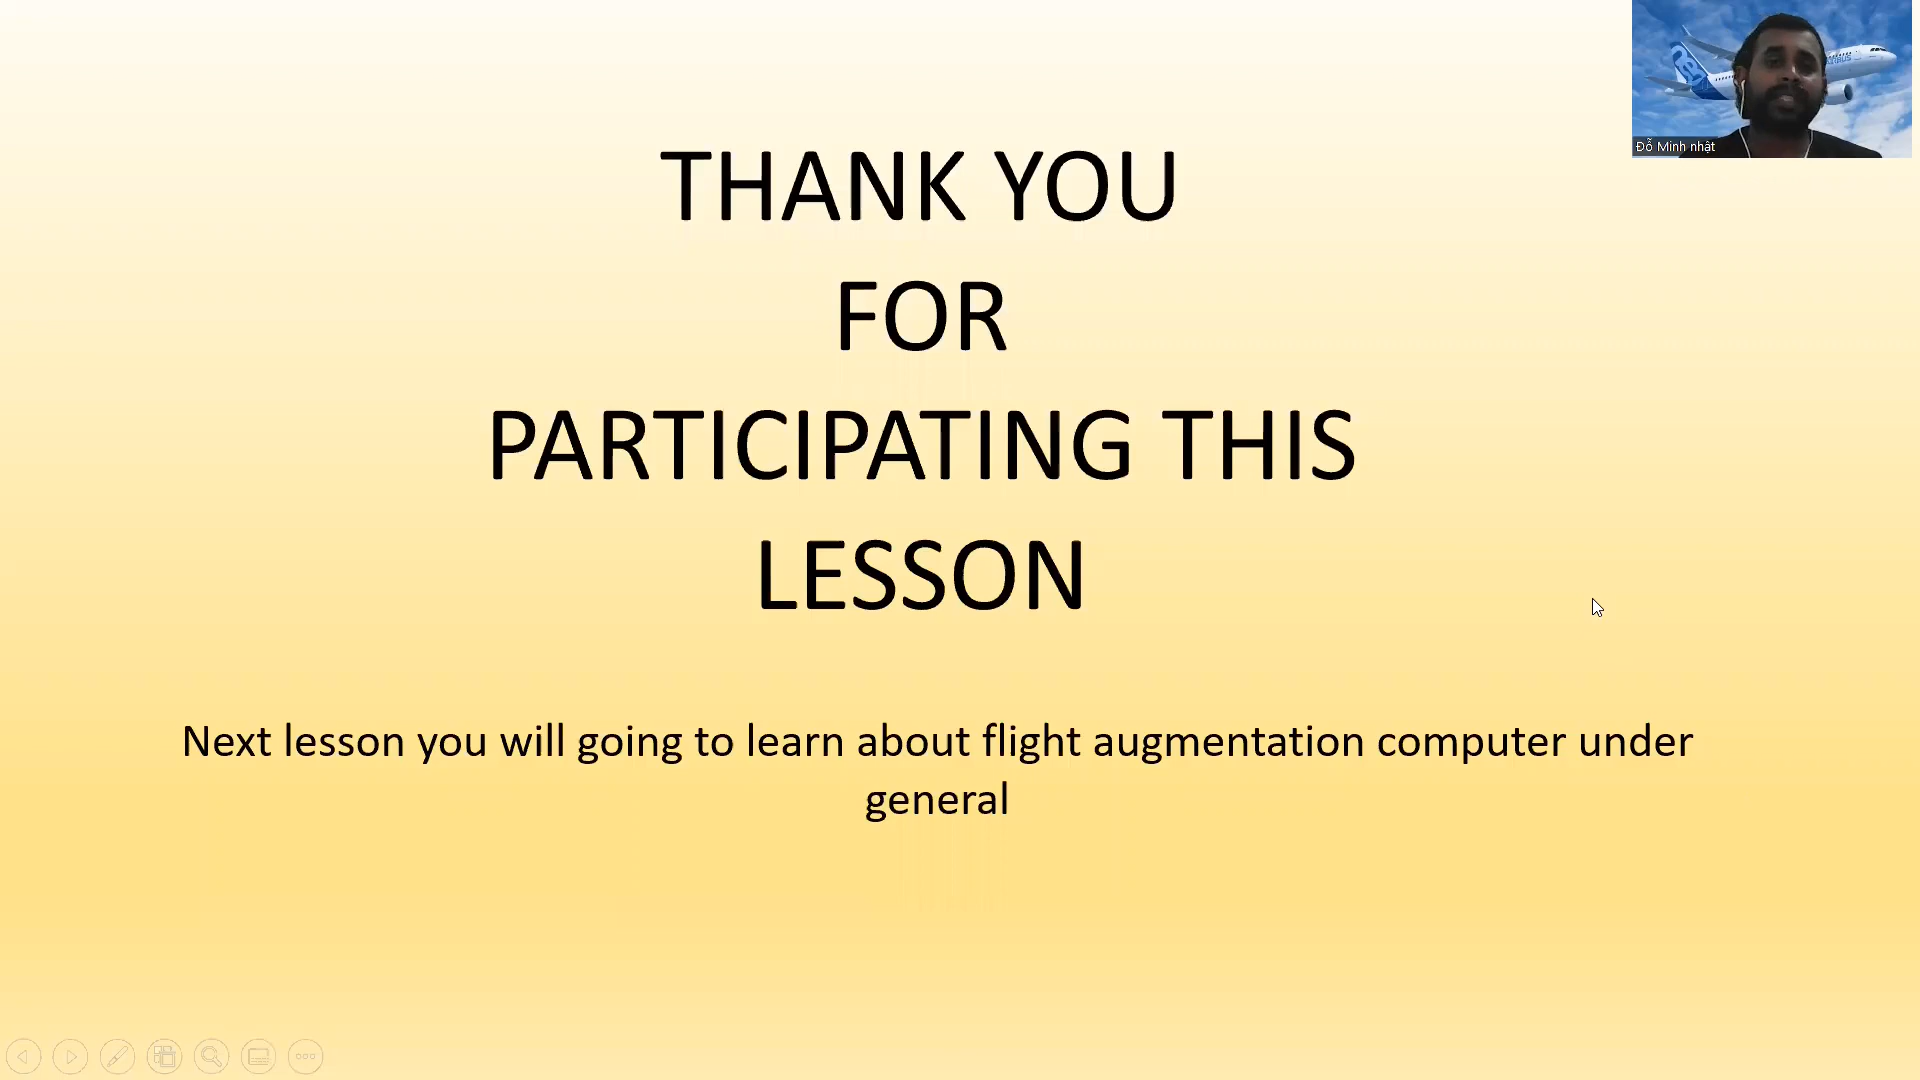 THANK YOU
FOR
PARTICIPATING THIS
LESSON
Next lesson you will going to learn about flight augmentation computer under
general
Đỗ Minh nhật